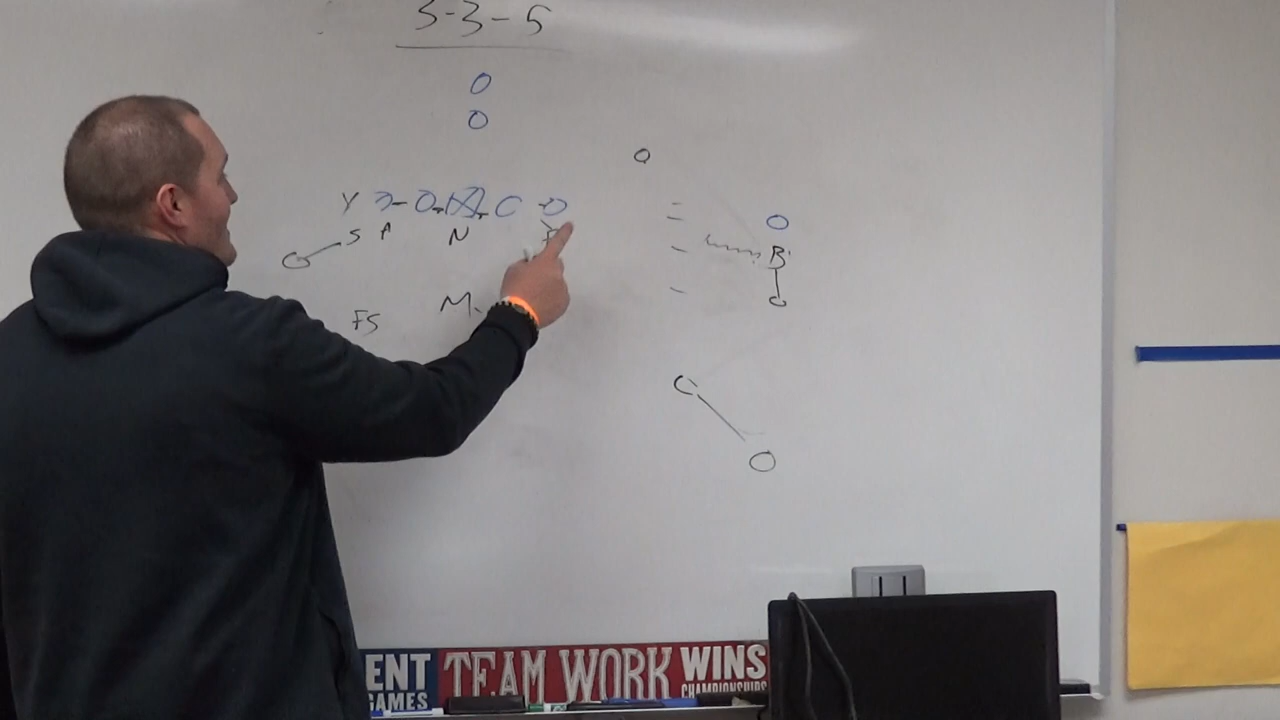 3-3-5
O
O
O
Y O O X O O
O
S A N
B
FS M
C
O
ENT TEAM WORK WINS
GAMES CHAMPIONSHIPS